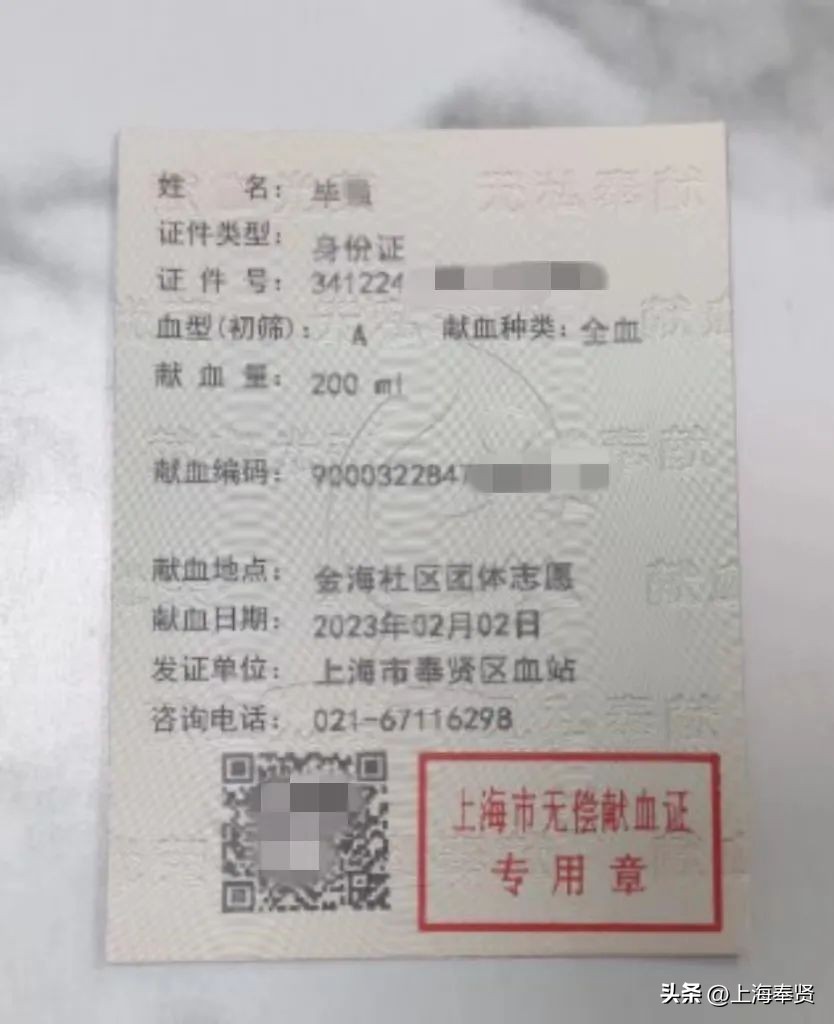 姓名：毕
证件类型：身份证
证件号：341224
血型(初筛)：A 献血种类：全血
献血量：200 ml
献血编码：9000322847
献血地点：金海社区团体志愿
献血日期：2023年02月02日
发证单位：上海市奉贤区血站
咨询电话：021-67116298
上海市无偿献血证
专用章
头条 @上海奉贤